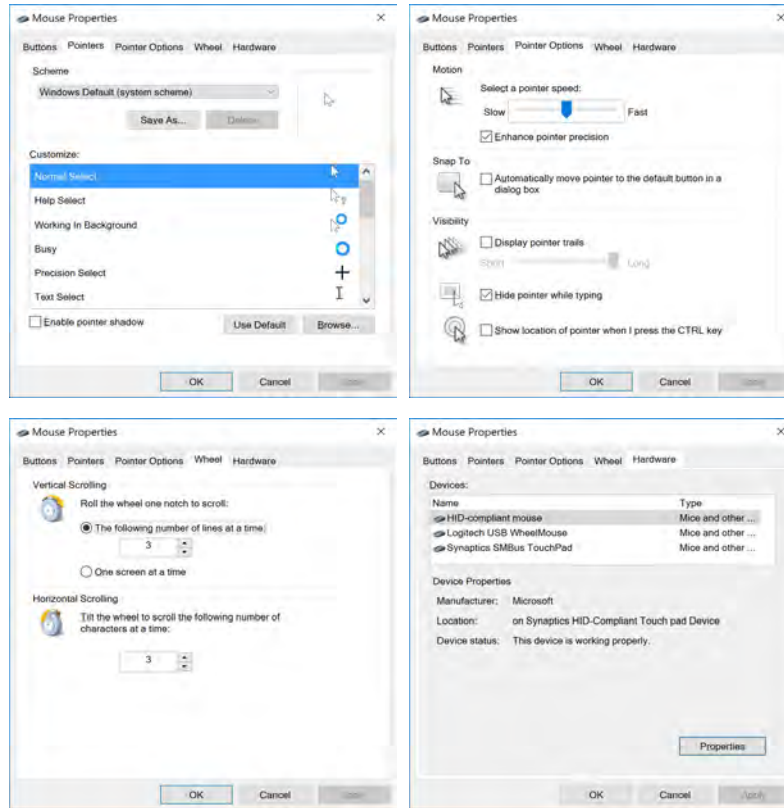 Mouse Properties
Buttons Pointers Pointer Options Wheel Hardware
Scheme
Windows Default (system scheme)
Save As... Delete
Customize:
Normal Select
Help Select
Working In Background
Busy
Precision Select
Text Select
Enable pointer shadow
Use Default Browse...
OK Cancel Apply
Mouse Properties
Buttons Pointers Pointer Options Wheel Hardware
Motion
Select a pointer speed:
Slow Fast
Enhance pointer precision
Snap To
Automatically move pointer to the default button in a
dialog box
Visibility
Display pointer trails
Short Long
Hide pointer while typing
Show location of pointer when I press the CTRL key
OK Cancel Apply
Mouse Properties
Buttons Pointers Pointer Options Wheel Hardware
Vertical Scrolling
Roll the wheel one notch to scroll:
The following number of lines at a time:
3
One screen at a time
Horizontal Scrolling
Tilt the wheel to scroll the following number of
characters at a time:
3
OK Cancel Apply
Mouse Properties
Buttons Pointers Pointer Options Wheel Hardware
Devices:
Name Type
HID-compliant mouse Mice and other ...
Logitech USB WheelMouse Mice and other ...
Synaptics SMBus TouchPad Mice and other ...
Device Properties
Manufacturer: Microsoft
Location: on Synaptics HID-Compliant Touch pad Device
Device status: This device is working properly.
Properties
OK Cancel Apply